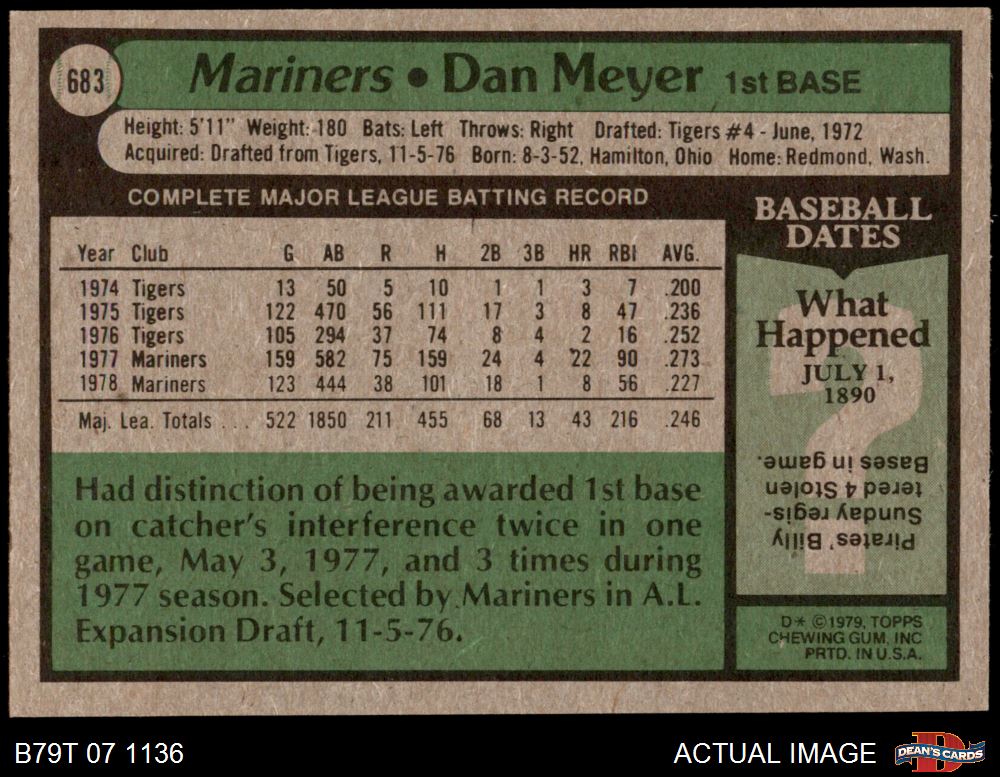 683
Mariners • Dan Meyer 1st BASE
Height: 5'11" Weight: 180 Bats: Left Throws: Right Drafted: Tigers #4 - June, 1972
Acquired: Drafted from Tigers, 11-5-76 Born: 8-3-52, Hamilton, Ohio Home: Redmond, Wash.
COMPLETE MAJOR LEAGUE BATTING RECORD
Year Club G AB R H 2B 3B HR RBI AVG.
1974 Tigers 13 50 5 10 1 1 3 7 .200
1975 Tigers 122 470 56 111 17 3 8 47 .236
1976 Tigers 105 294 37 74 8 4 2 16 .252
1977 Mariners 159 582 75 159 24 4 22 90 .273
1978 Mariners 123 444 38 101 18 1 8 56 .227
Maj. Lea. Totals . . . 522 1850 211 455 68 13 43 216 .246
Had distinction of being awarded 1st base
on catcher's interference twice in one
game, May 3, 1977, and 3 times during
1977 season. Selected by Mariners in A.L.
Expansion Draft, 11-5-76.
BASEBALL
DATES
What
Happened
JULY 1,
1890
?
Pirates' Billy
Sunday regis-
tered 4 Stolen
Bases in game.
D* ©1979, TOPPS
CHEWING GUM, INC
PRTD. IN U.S.A.
B79T 07 1136
ACTUAL IMAGE
D
DEAN'S CARDS